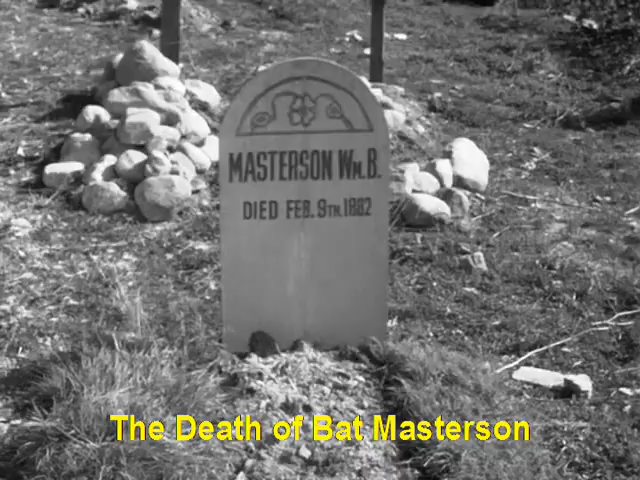 MASTERSON WM. B.
DIED FEB. 9TH. 1882
The Death of Bat Masterson